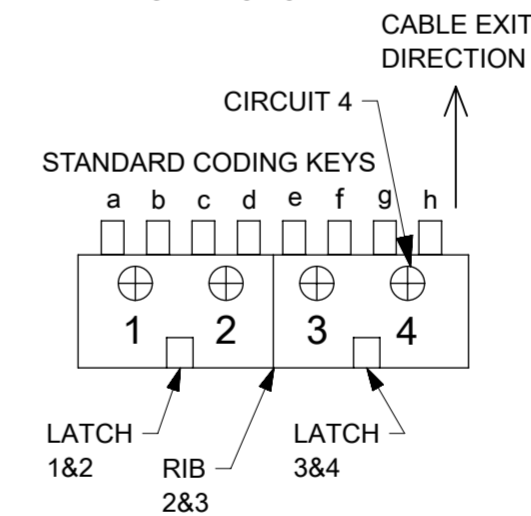 CABLE EXIT
DIRECTION
CIRCUIT 4
STANDARD CODING KEYS
a b c d e f g h
1 2 3 4
LATCH
1&2
RIB
2&3
LATCH
3&4